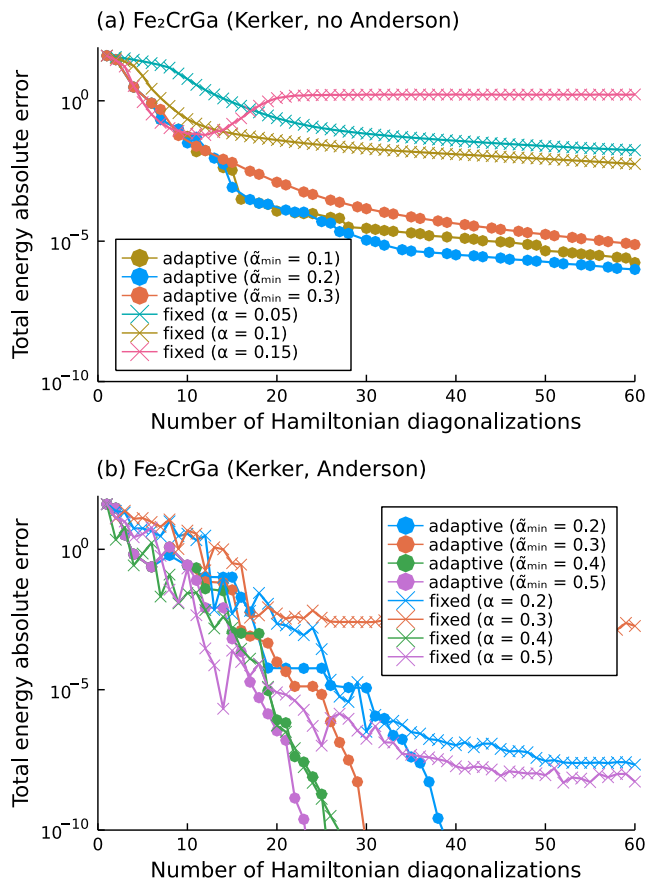 (a) Fe₂CrGa (Kerker, no Anderson)
Total energy absolute error
10⁰
10⁻⁵
10⁻¹⁰
adaptive (α̃ₘᵢₙ = 0.1)
adaptive (α̃ₘᵢₙ = 0.2)
adaptive (α̃ₘᵢₙ = 0.3)
fixed (α = 0.05)
fixed (α = 0.1)
fixed (α = 0.15)
0 10 20 30 40 50 60
Number of Hamiltonian diagonalizations
(b) Fe₂CrGa (Kerker, Anderson)
Total energy absolute error
10⁰
10⁻⁵
10⁻¹⁰
adaptive (α̃ₘᵢₙ = 0.2)
adaptive (α̃ₘᵢₙ = 0.3)
adaptive (α̃ₘᵢₙ = 0.4)
adaptive (α̃ₘᵢₙ = 0.5)
fixed (α = 0.2)
fixed (α = 0.3)
fixed (α = 0.4)
fixed (α = 0.5)
0 10 20 30 40 50 60
Number of Hamiltonian diagonalizations